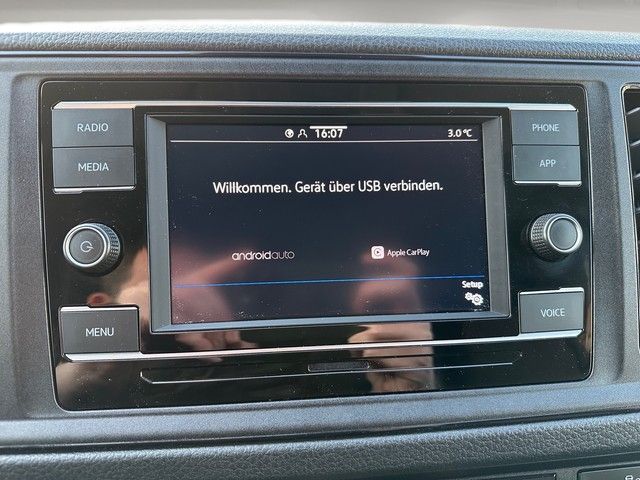 RADIO
MEDIA
MENU
16:07
3.0 °C
Willkommen. Gerät über USB verbinden.
androidauto
Apple CarPlay
Setup
PHONE
APP
VOICE